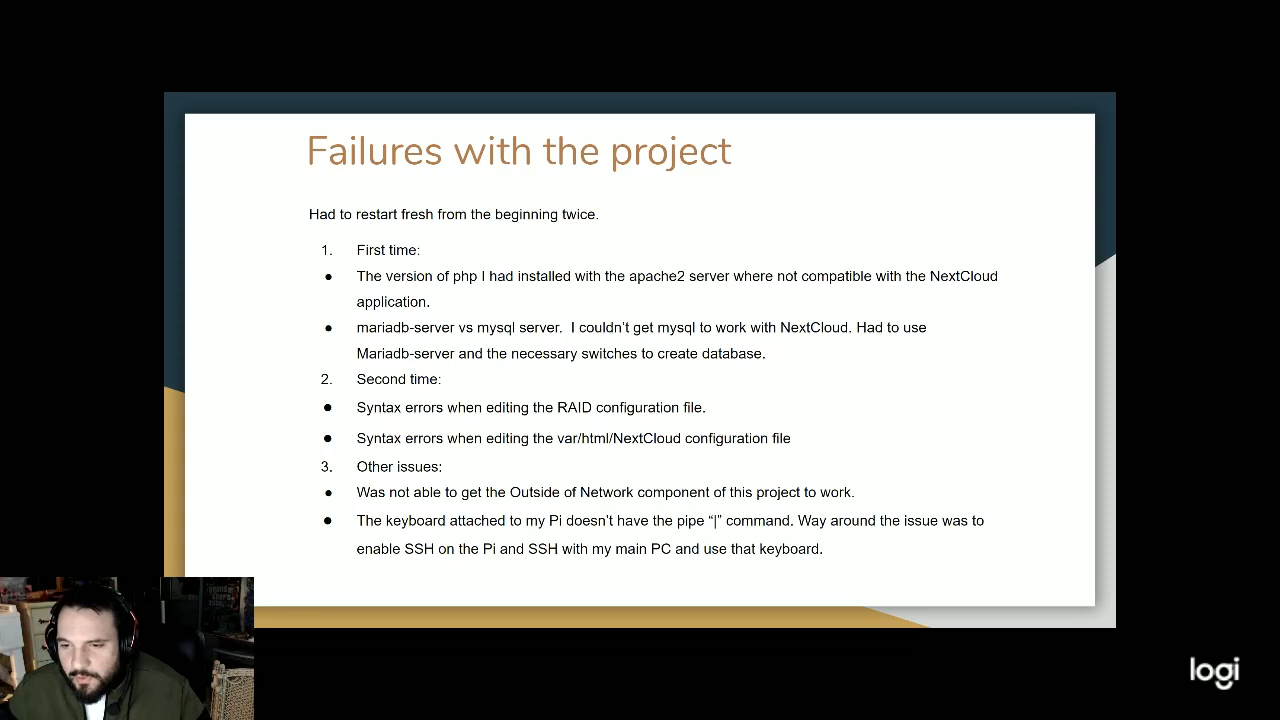 Failures with the project
Had to restart fresh from the beginning twice.
1. First time:
● The version of php I had installed with the apache2 server where not compatible with the NextCloud
application.
● mariadb-server vs mysql server.  I couldn't get mysql to work with NextCloud. Had to use
Mariadb-server and the necessary switches to create database.
2. Second time:
● Syntax errors when editing the RAID configuration file.
● Syntax errors when editing the var/html/NextCloud configuration file
3. Other issues:
● Was not able to get the Outside of Network component of this project to work.
● The keyboard attached to my Pi doesn't have the pipe “|” command. Way around the issue was to
enable SSH on the Pi and SSH with my main PC and use that keyboard.
logi